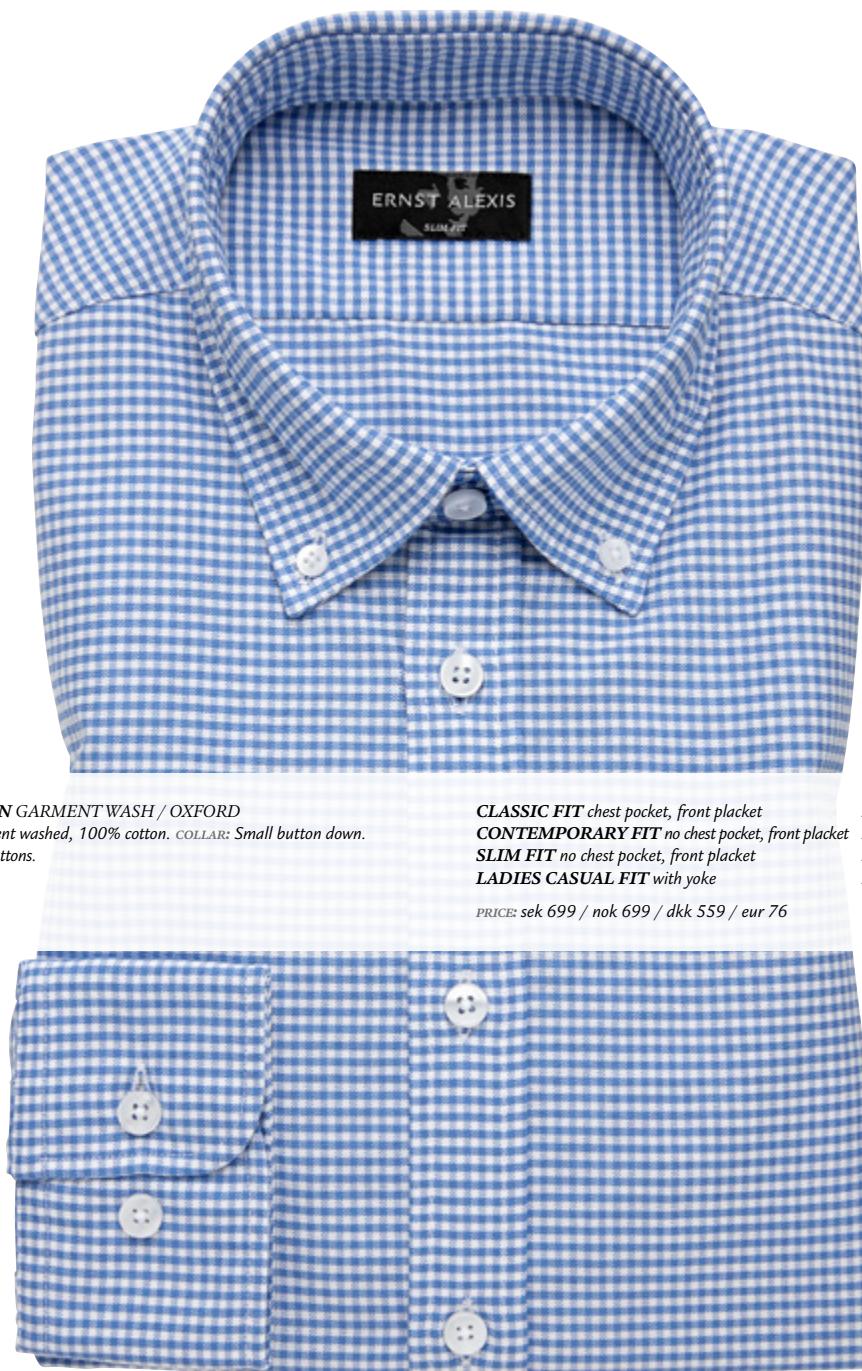 ERNST ALEXIS
SLIM FIT
N GARMENT WASH / OXFORD
ent washed, 100% cotton. COLLAR: Small button down.
ttons.
CLASSIC FIT chest pocket, front placket
CONTEMPORARY FIT no chest pocket, front placket
SLIM FIT no chest pocket, front placket
LADIES CASUAL FIT with yoke
PRICE: sek 699 / nok 699 / dkk 559 / eur 76